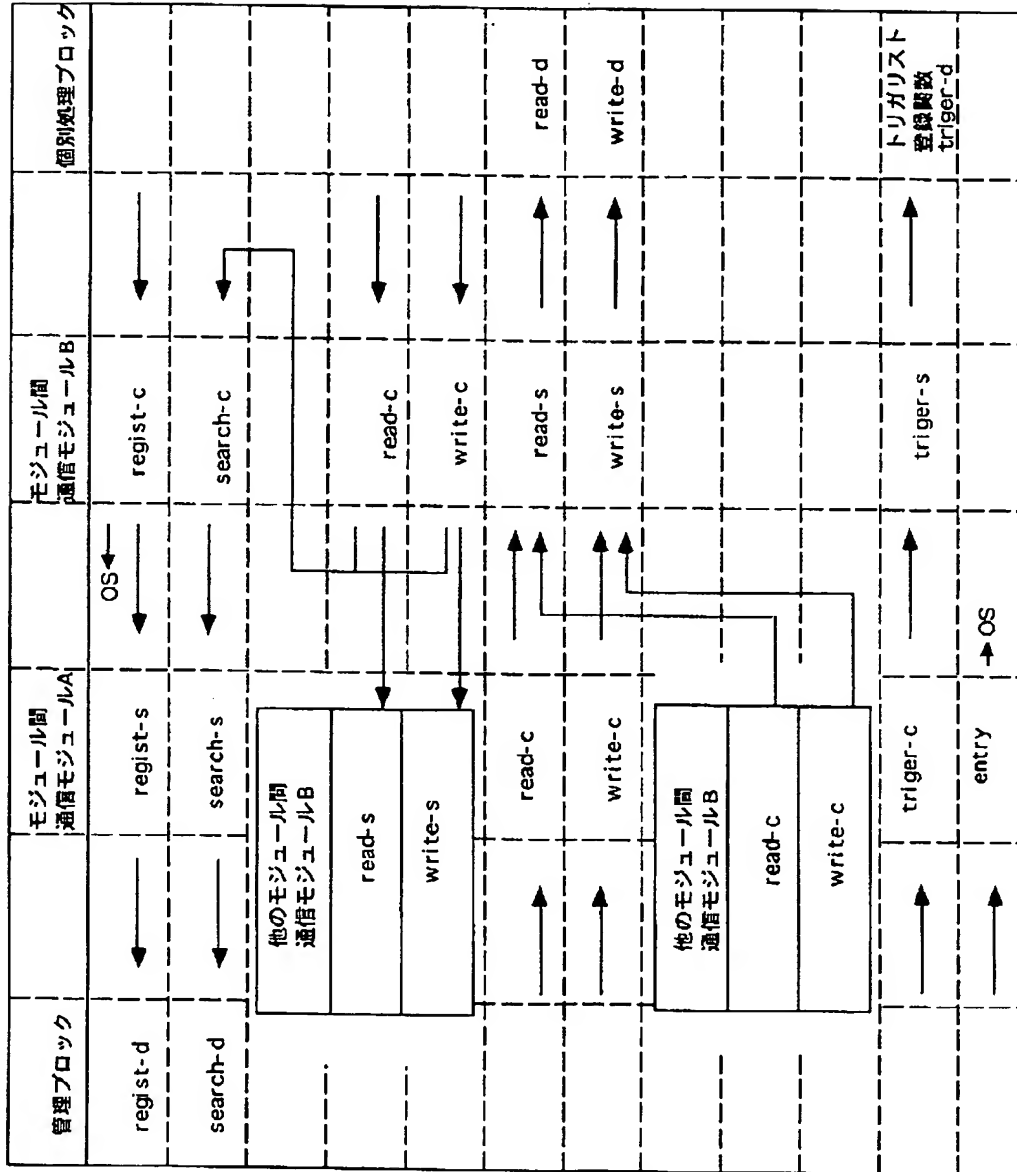 管理ブロック
モジュール間
通信モジュールA
モジュール間
通信モジュールB
個別処理ブロック
OS
regist-d
regist-s
regist-c
search-d
search-s
search-c
他のモジュール間
通信モジュールB
read-s
read-c
write-s
write-c
read-c
read-s
read-d
write-c
write-s
write-d
他のモジュール間
通信モジュールB
read-c
write-c
triger-c
triger-s
トリガリスト
登録関数
triger-d
entry
OS